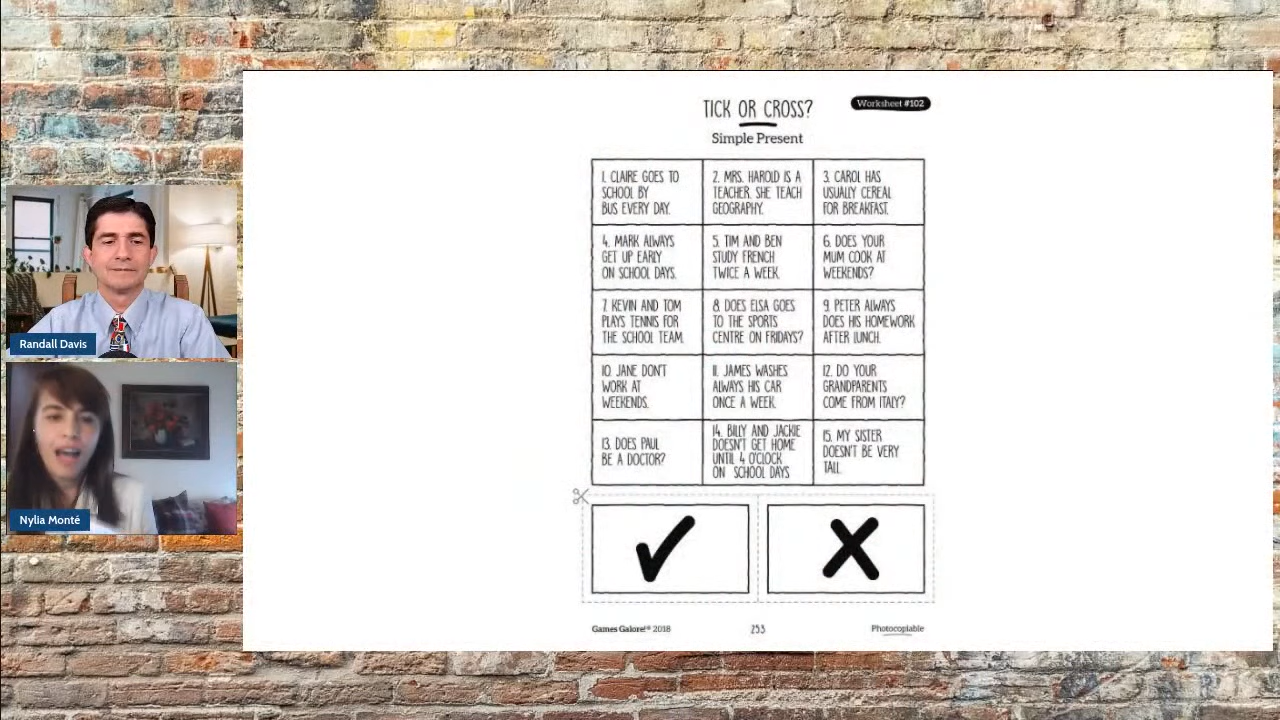 TICK OR CROSS?
Worksheet #102
Simple Present
1. CLAIRE GOES TO
SCHOOL BY
BUS EVERY DAY.
2. MRS. HAROLD IS A
TEACHER. SHE TEACH
GEOGRAPHY.
3. CAROL HAS
USUALLY CEREAL
FOR BREAKFAST.
4. MARK ALWAYS
GET UP EARLY
ON SCHOOL DAYS.
5. TIM AND BEN
STUDY FRENCH
TWICE A WEEK.
6. DOES YOUR
MUM COOK AT
WEEKENDS?
7. KEVIN AND TOM
PLAYS TENNIS FOR
THE SCHOOL TEAM.
8. DOES ELSA GOES
TO THE SPORTS
CENTRE ON FRIDAYS?
9. PETER ALWAYS
DOES HIS HOMEWORK
AFTER LUNCH.
10. JANE DON'T
WORK AT
WEEKENDS.
11. JAMES WASHES
ALWAYS HIS CAR
ONCE A WEEK.
12. DO YOUR
GRANDPARENTS
COME FROM ITALY?
13. DOES PAUL
BE A DOCTOR?
14. BILLY AND JACKIE
DOESN'T GET HOME
UNTIL 4 O'CLOCK
ON SCHOOL DAYS
15. MY SISTER
DOESN'T BE VERY
TALL.
Games Galore!® 2018
253
Photocopiable
Randall Davis
Nylia Monté